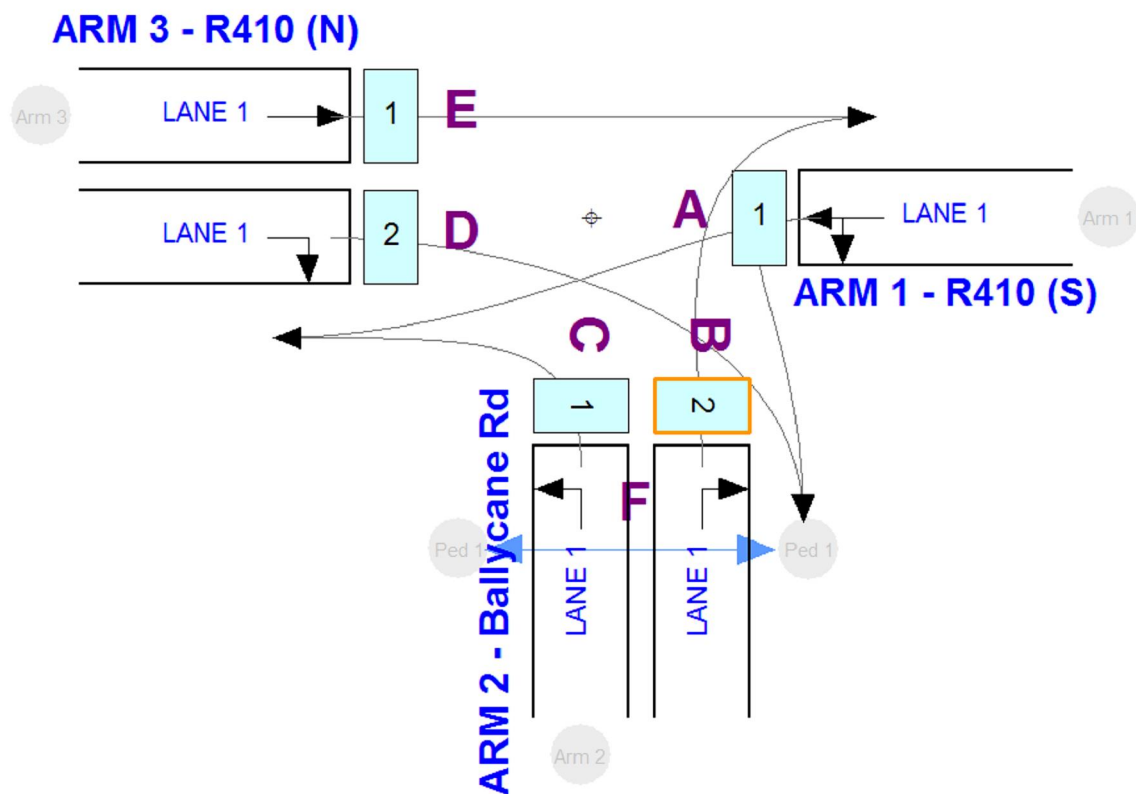 ARM 3 - R410 (N)
Arm 3
LANE 1
1
E
LANE 1
2
D
A
1
LANE 1
Arm 1
ARM 1 - R410 (S)
C
B
1
2
ARM 2 - Ballycane Rd
F
Ped 1
Ped 1
LANE 1
LANE 1
Arm 2